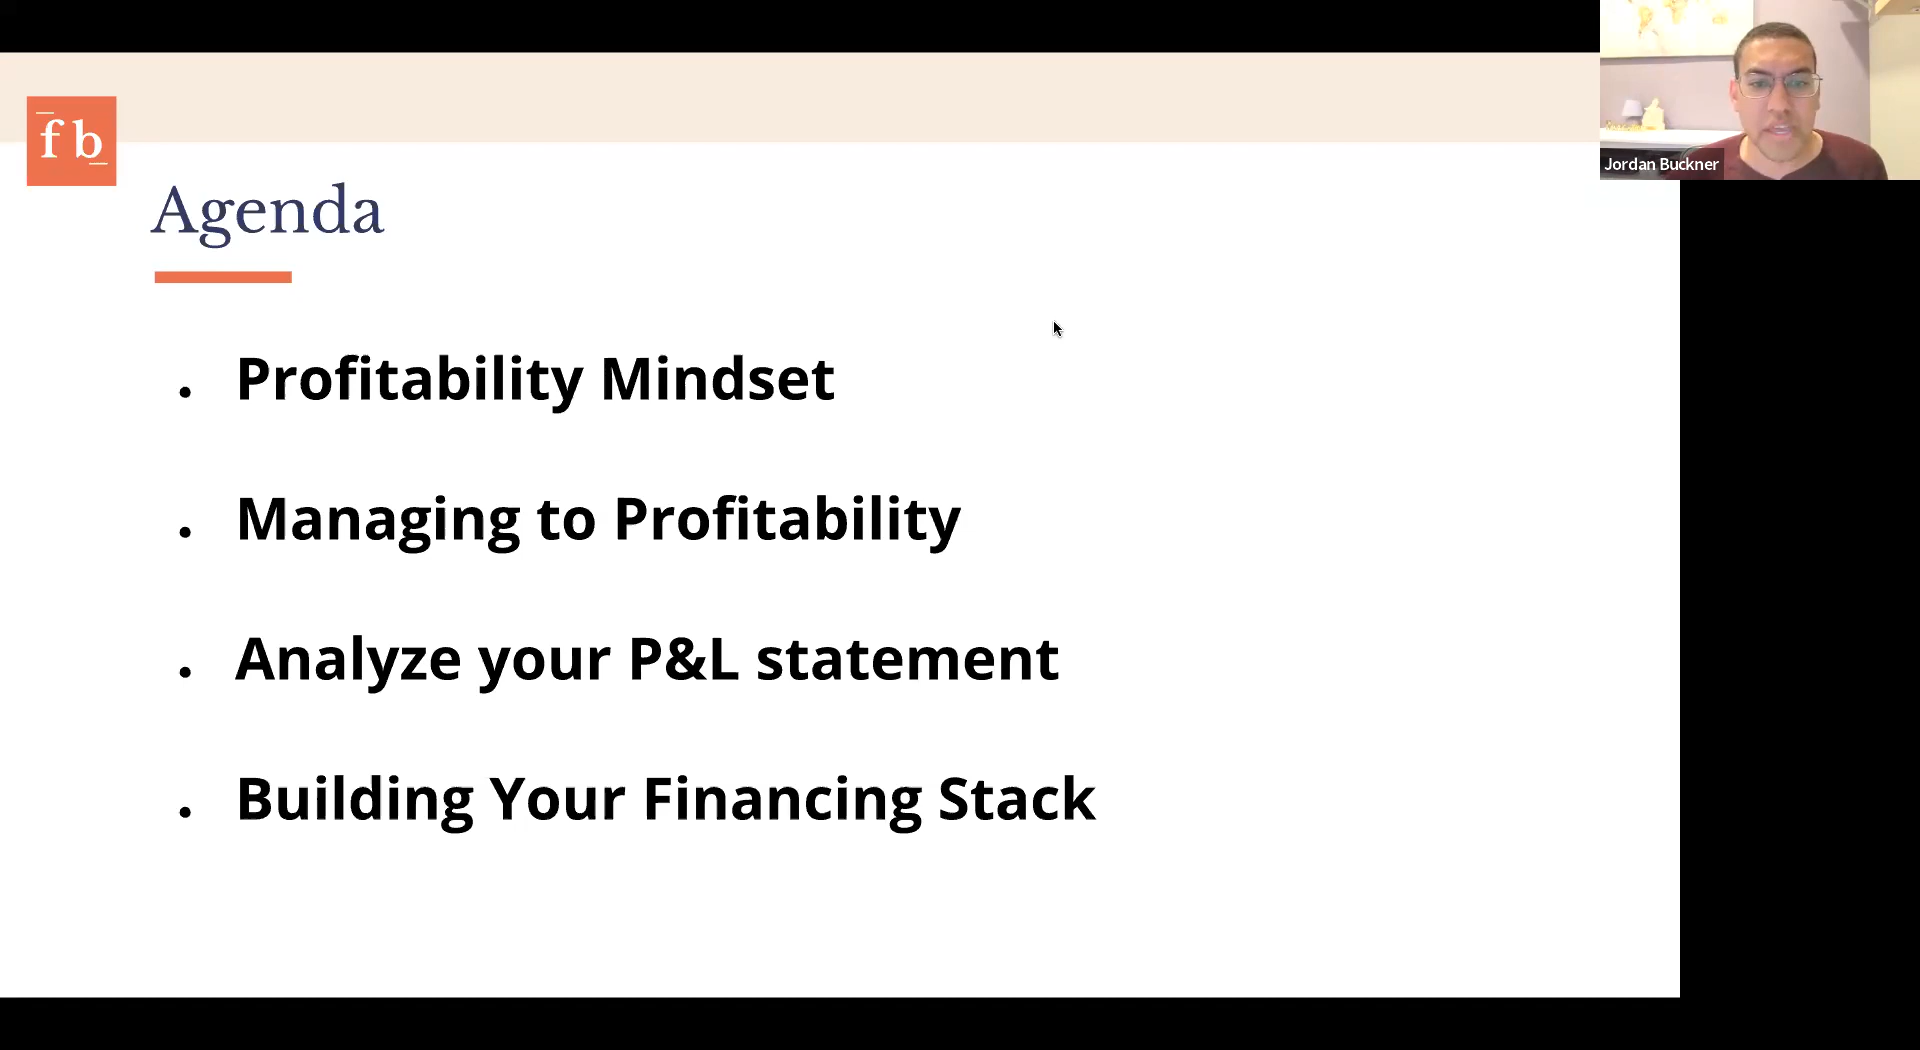 fb
Jordan Buckner
Agenda
• Profitability Mindset
• Managing to Profitability
• Analyze your P&L statement
• Building Your Financing Stack